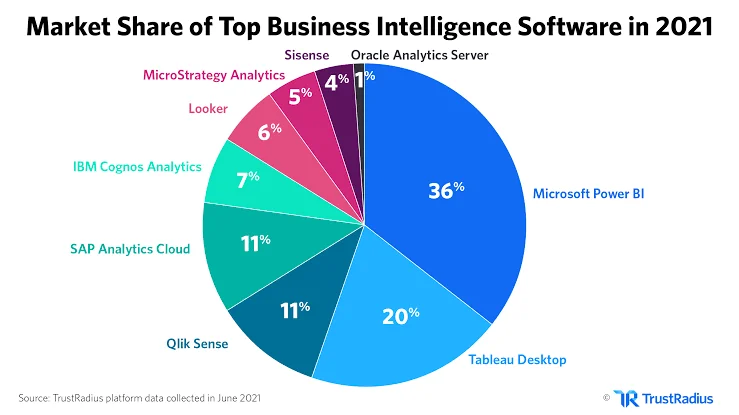 Market Share of Top Business Intelligence Software in 2021
Sisense
Oracle Analytics Server
MicroStrategy Analytics
4%
1%
5%
Looker
6%
IBM Cognos Analytics
7%
36%
Microsoft Power BI
SAP Analytics Cloud
11%
11%
20%
Qlik Sense
Tableau Desktop
Source: TrustRadius platform data collected in June 2021
© TR TrustRadius